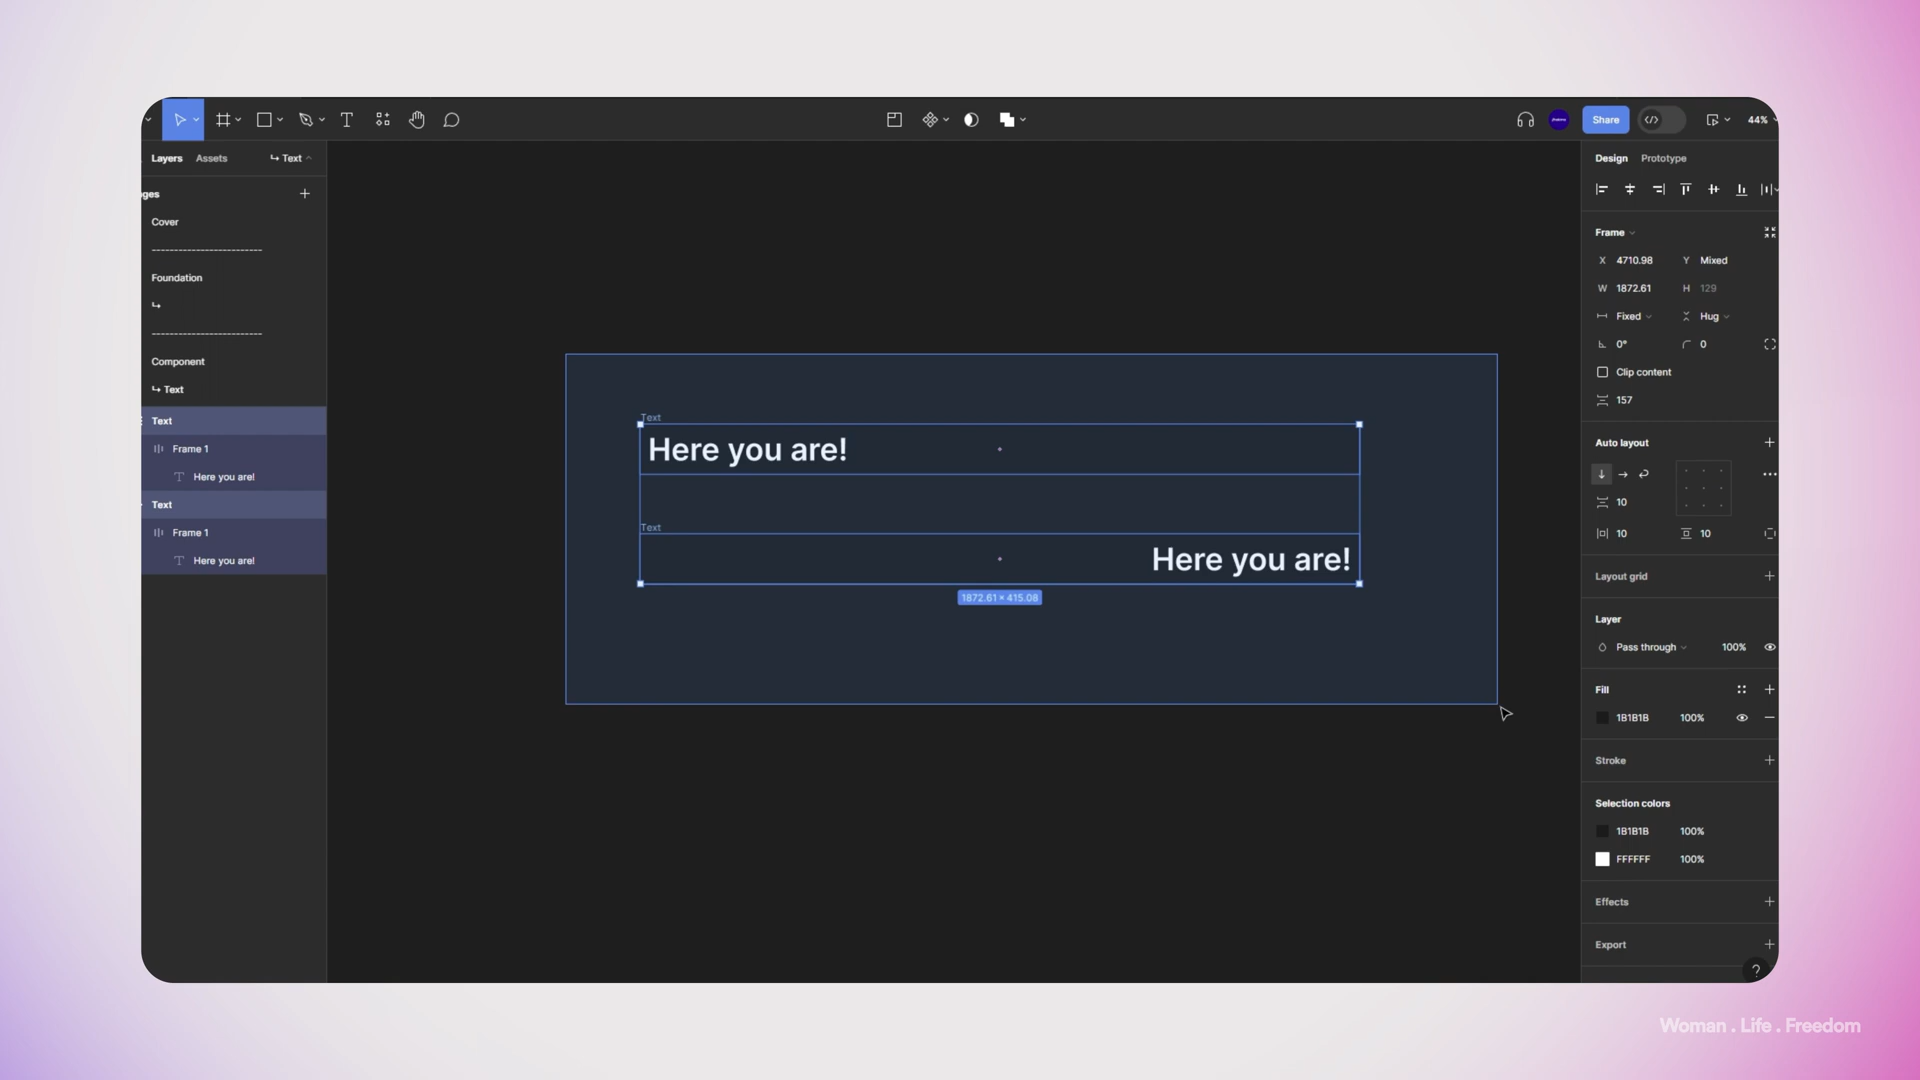 Share
44%
Layers Assets Text
ges
Cover
-------------------------
Foundation
-------------------------
Component
Text
Text
Frame 1
Here you are!
Text
Frame 1
Here you are!
Text
Here you are!
Text
Here you are!
1872.61 × 415.08
Design Prototype
Frame
X 4710.98 Y Mixed
W 1872.61 H 129
Fixed Hug
0° 0
Clip content
157
Auto layout
10
10 10
Layout grid
Layer
Pass through 100%
Fill
1B1B1B 100%
Stroke
Selection colors
1B1B1B 100%
FFFFFF 100%
Effects
Export
?
Woman . Life . Freedom